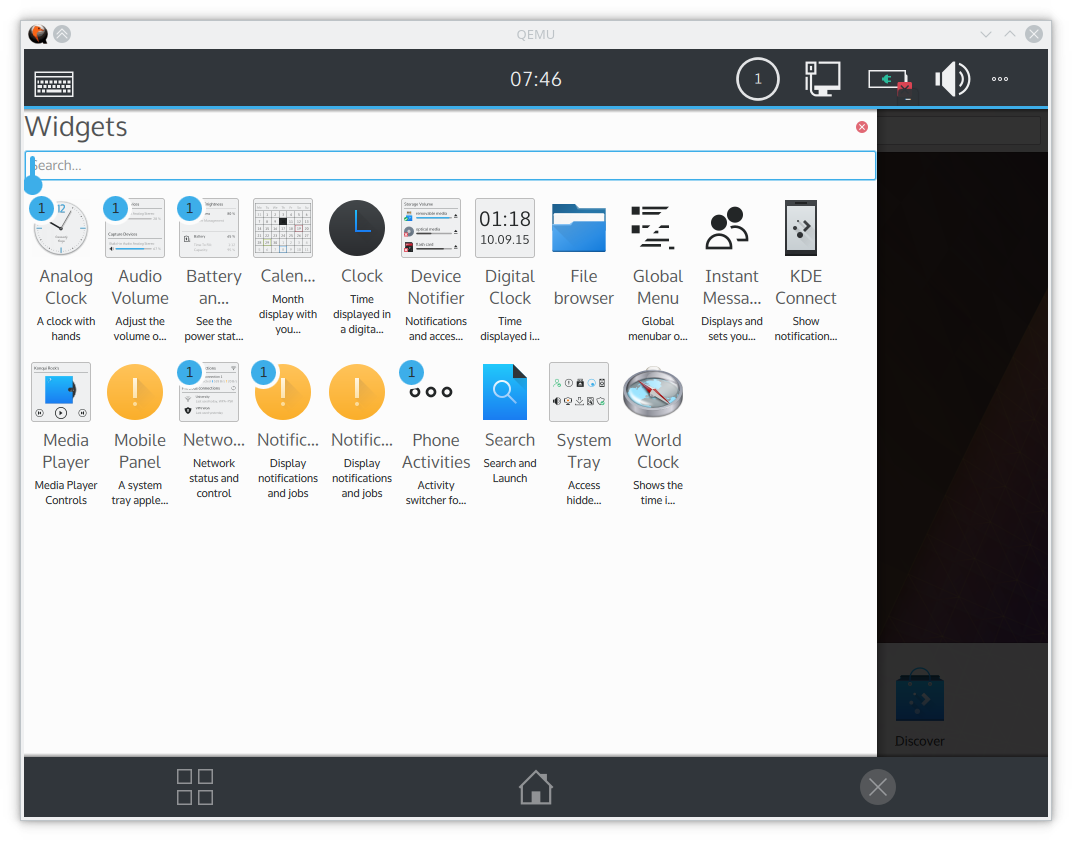 QEMU
07:46
1
Widgets
Search...
1 1 1
01:18
10.09.15
Analog Clock
A clock with hands
Audio Volume
Adjust the volume o...
Battery an...
See the power stat...
Calen...
Month display with you...
Clock
Time displayed in a digita...
Device Notifier
Notifications and acces...
Digital Clock
Time displayed i...
File browser
Global Menu
Global menubar o...
Instant Messa...
Displays and sets you...
KDE Connect
Show notification...
1 1 1
Media Player
Media Player Controls
Mobile Panel
A system tray apple...
Netwo...
Network status and control
Notific...
Display notifications and jobs
Notific...
Display notifications and jobs
Phone Activities
Activity switcher fo...
Search
Search and Launch
System Tray
Access hidde...
World Clock
Shows the time i...
Discover